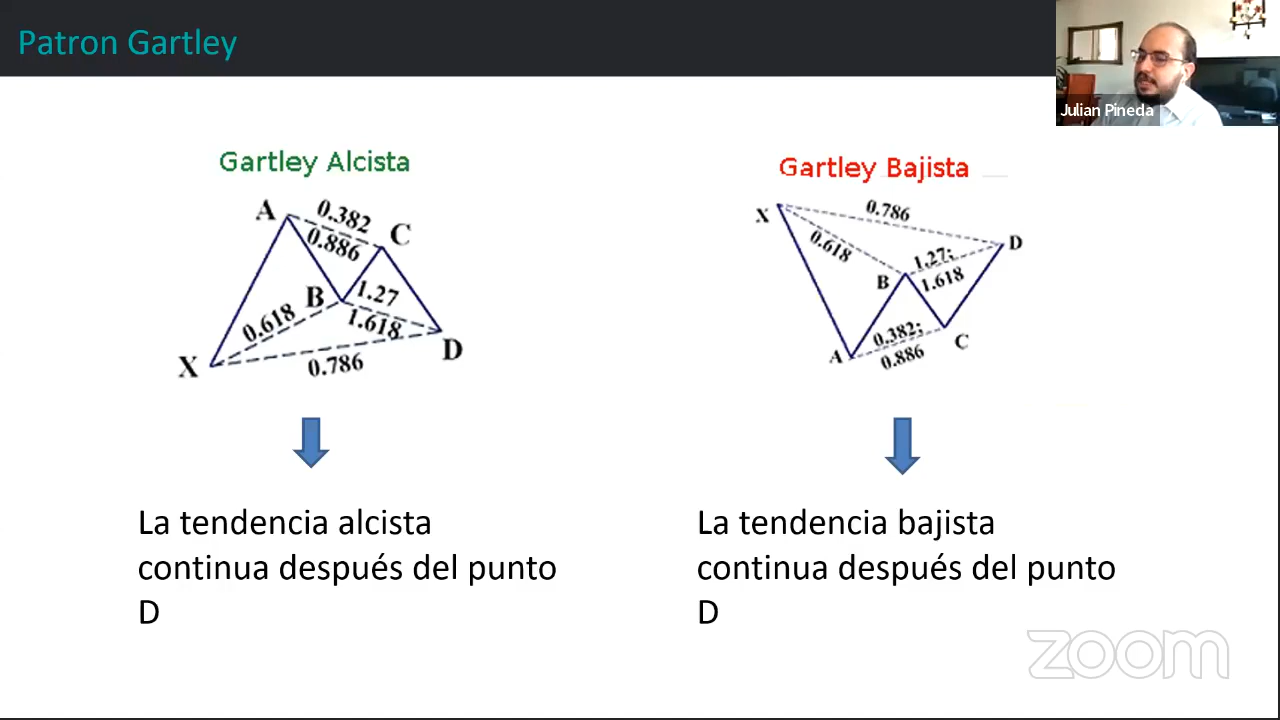 Patron Gartley
Julian Pineda
Gartley Alcista
A
0.382
0.886
C
B
1.27
1.618
0.618
X
0.786
D
Gartley Bajista
X
0.786
0.618
D
B
1.27;
1.618
A
0.382;
0.886
C
La tendencia alcista
continua después del punto
D
La tendencia bajista
continua después del punto
D
zoom